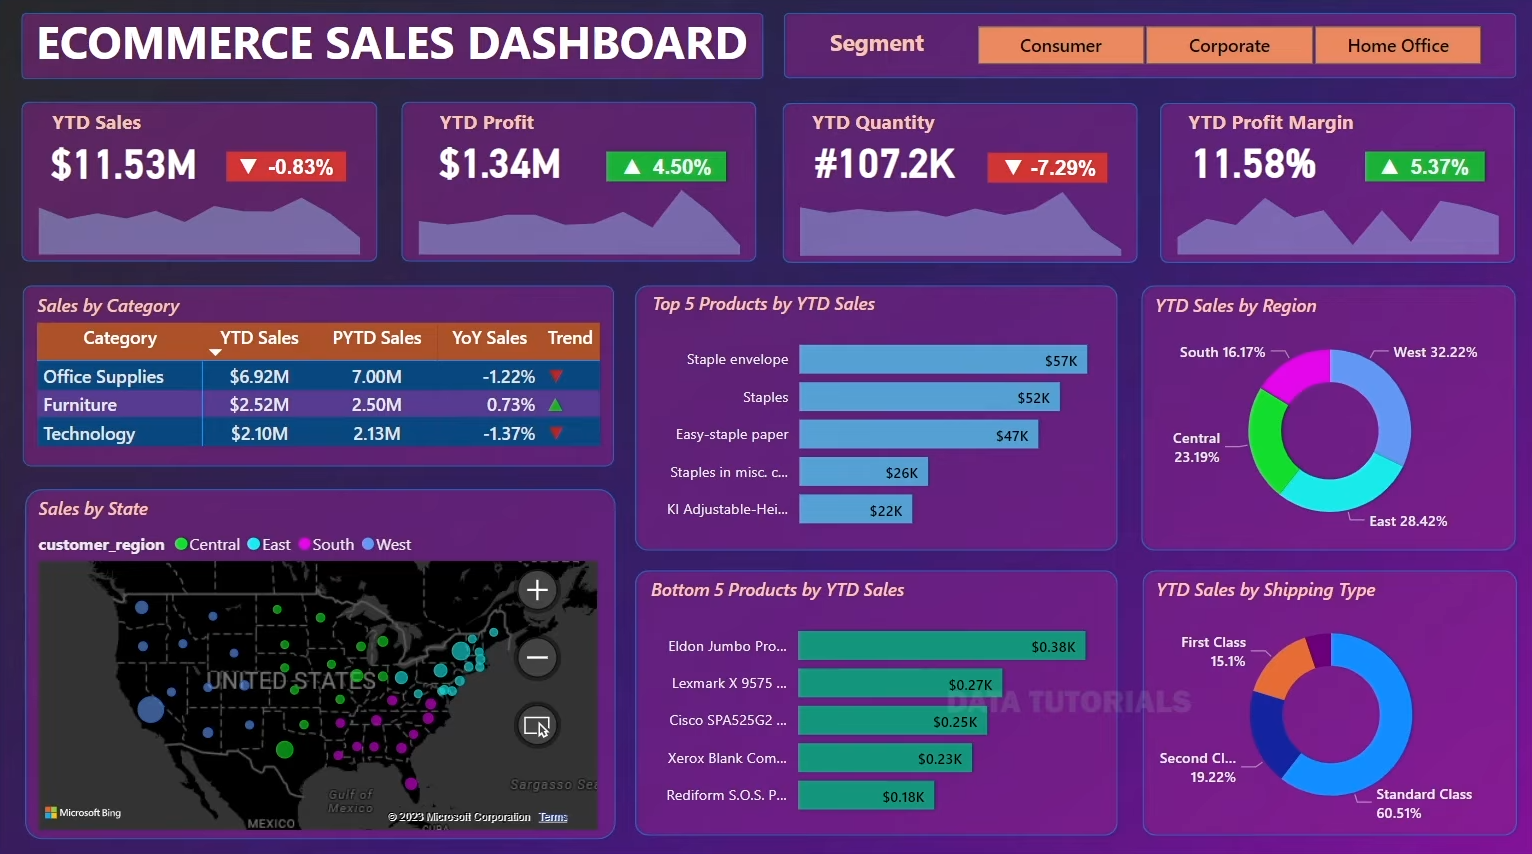 ECOMMERCE SALES DASHBOARD
Segment
Consumer
Corporate
Home Office
YTD Sales
$11.53M
▼ -0.83%
YTD Profit
$1.34M
▲ 4.50%
YTD Quantity
#107.2K
▼ -7.29%
YTD Profit Margin
11.58%
▲ 5.37%
Sales by Category
Category YTD Sales PYTD Sales YoY Sales Trend
Office Supplies $6.92M 7.00M -1.22% ▼
Furniture $2.52M 2.50M 0.73% ▲
Technology $2.10M 2.13M -1.37% ▼
Top 5 Products by YTD Sales
Staple envelope $57K
Staples $52K
Easy-staple paper $47K
Staples in misc. c... $26K
KI Adjustable-Hei... $22K
YTD Sales by Region
South 16.17%
West 32.22%
Central
23.19%
East 28.42%
Sales by State
customer_region Central East South West
UNITED STATES
Gulf of
Mexico
MEXICO
CUBA
Sargasso Sea
Microsoft Bing
© 2023 Microsoft Corporation Terms
Bottom 5 Products by YTD Sales
Eldon Jumbo Pro... $0.38K
Lexmark X 9575 ... $0.27K
Cisco SPA525G2 ... $0.25K
Xerox Blank Com... $0.23K
Rediform S.O.S. P... $0.18K
DATA TUTORIALS
YTD Sales by Shipping Type
First Class
15.1%
Second Cl...
19.22%
Standard Class
60.51%